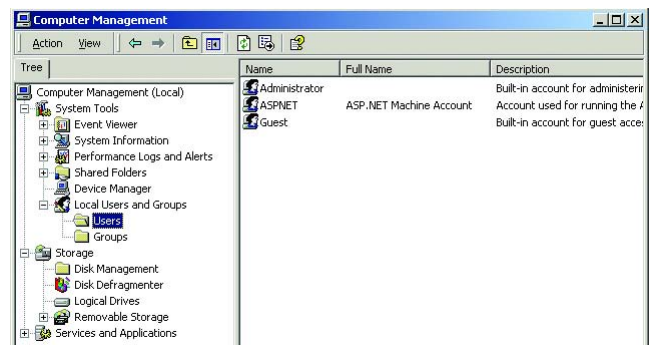 Computer Management
Action View
Tree
Name Full Name Description
Computer Management (Local)
System Tools
Event Viewer
System Information
Performance Logs and Alerts
Shared Folders
Device Manager
Local Users and Groups
Users
Groups
Storage
Disk Management
Disk Defragmenter
Logical Drives
Removable Storage
Services and Applications
Administrator Built-in account for administerin
ASPNET ASP.NET Machine Account Account used for running the A
Guest Built-in account for guest acce